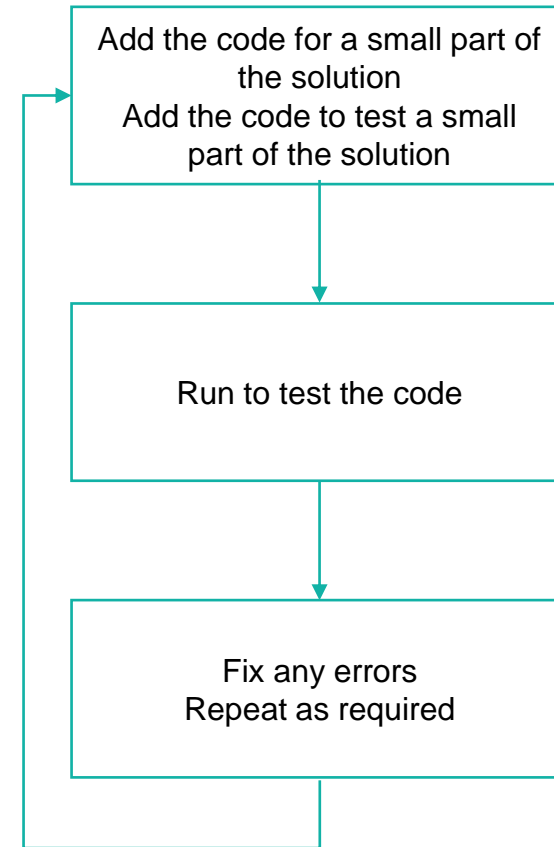 Add the code for a small part of
the solution
Add the code to test a small
part of the solution
Run to test the code
Fix any errors
Repeat as required